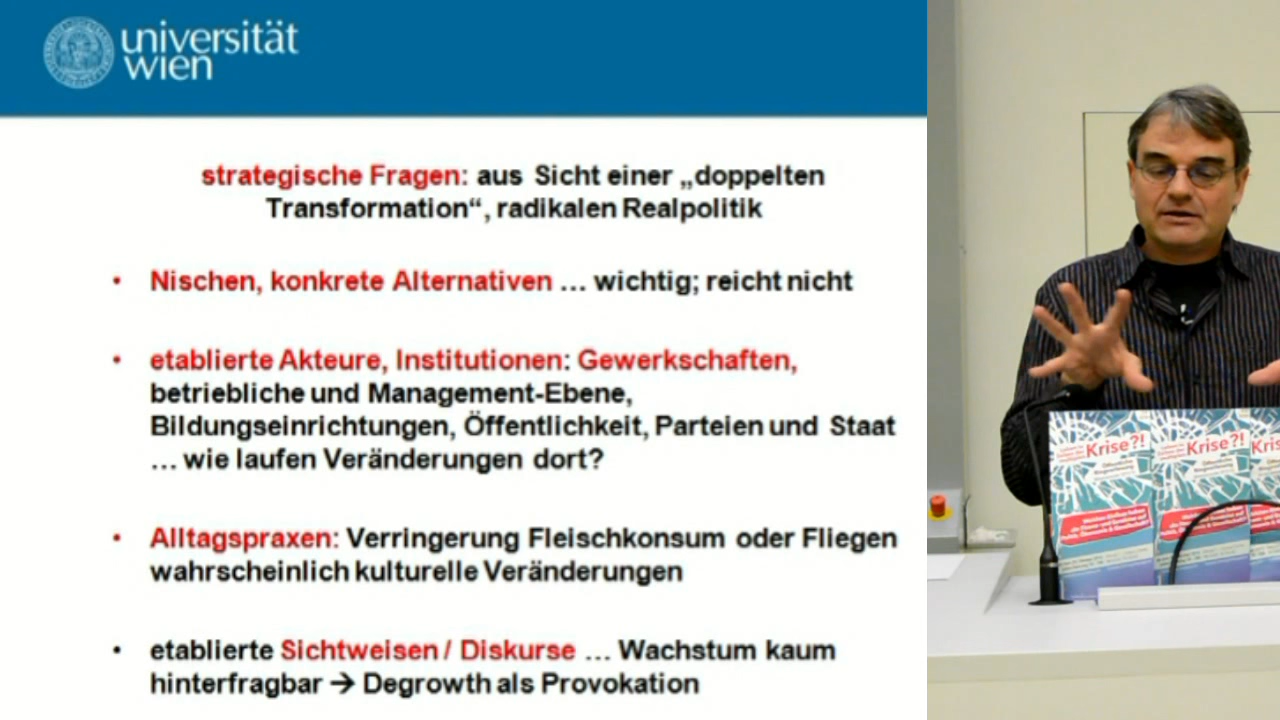 universität
wien
strategische Fragen: aus Sicht einer „doppelten
Transformation“, radikalen Realpolitik
• Nischen, konkrete Alternativen … wichtig; reicht nicht
• etablierte Akteure, Institutionen: Gewerkschaften,
betriebliche und Management-Ebene,
Bildungseinrichtungen, Öffentlichkeit, Parteien und Staat
… wie laufen Veränderungen dort?
• Alltagspraxen: Verringerung Fleischkonsum oder Fliegen
wahrscheinlich kulturelle Veränderungen
• etablierte Sichtweisen / Diskurse … Wachstum kaum
hinterfragbar → Degrowth als Provokation
Krise?!
Krise?!
Kris